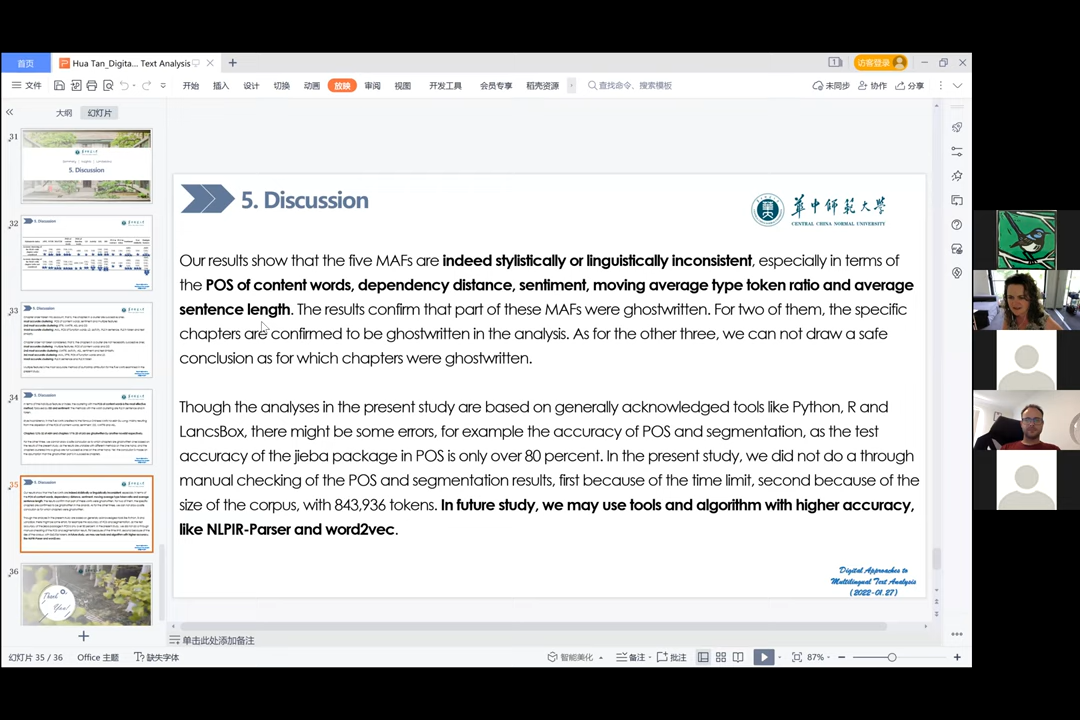 首页
Hua Tan_Digita... Text Analysis
访客登录
文件
开始
插入
设计
切换
动画
放映
审阅
视图
开发工具
会员专享
稻壳资源
查找命令、搜索模板
未同步
协作
分享
大纲
幻灯片
31
5. Discussion
32
33
34
35
36
5. Discussion
華中師範大學
CENTRAL CHINA NORMAL UNIVERSITY
Our results show that the five MAFs are indeed stylistically or linguistically inconsistent, especially in terms of
the POS of content words, dependency distance, sentiment, moving average type token ratio and average
sentence length. The results confirm that part of these MAFs were ghostwritten. For two of them, the specific
chapters are confirmed to be ghostwritten in the analysis. As for the other three, we can not draw a safe
conclusion as for which chapters were ghostwritten.
Though the analyses in the present study are based on generally acknowledged tools like Python, R and
LancsBox, there might be some errors, for example the accuracy of POS and segmentation, as the test
accuracy of the jieba package in POS is only over 80 percent. In the present study, we did not do a through
manual checking of the POS and segmentation results, first because of the time limit, second because of the
size of the corpus, with 843,936 tokens. In future study, we may use tools and algorithm with higher accuracy,
like NLPIR-Parser and word2vec.
Digital Approaches to
Multilingual Text Analysis
(2022-01.27)
单击此处添加备注
幻灯片 35 / 36
Office 主题
缺失字体
智能美化
备注
批注
87%